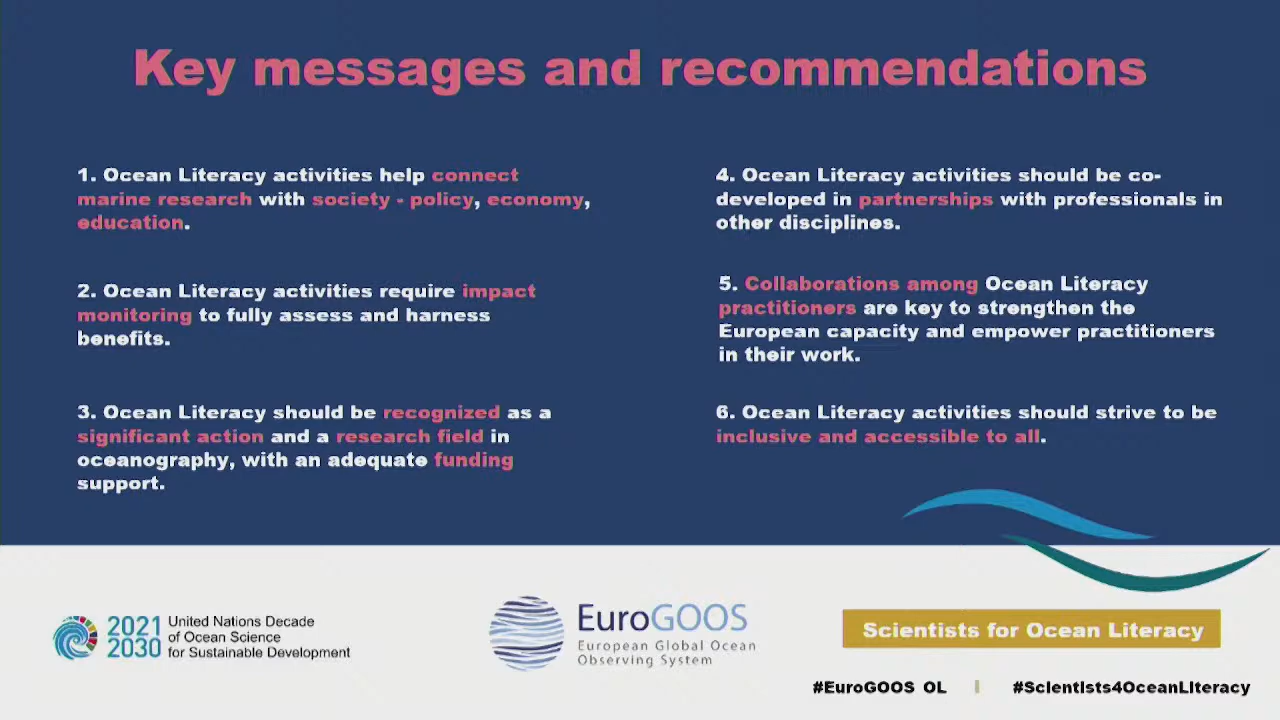 Key messages and recommendations
1. Ocean Literacy activities help connect
marine research with society - policy, economy,
education.
2. Ocean Literacy activities require impact
monitoring to fully assess and harness
benefits.
3. Ocean Literacy should be recognized as a
significant action and a research field in
oceanography, with an adequate funding
support.
4. Ocean Literacy activities should be co-
developed in partnerships with professionals in
other disciplines.
5. Collaborations among Ocean Literacy
practitioners are key to strengthen the
European capacity and empower practitioners
in their work.
6. Ocean Literacy activities should strive to be
inclusive and accessible to all.
2021
2030
United Nations Decade
of Ocean Science
for Sustainable Development
EuroGOOS
European Global Ocean
Observing System
Scientists for Ocean Literacy
#EuroGOOS OL | #Scientists4OceanLiteracy